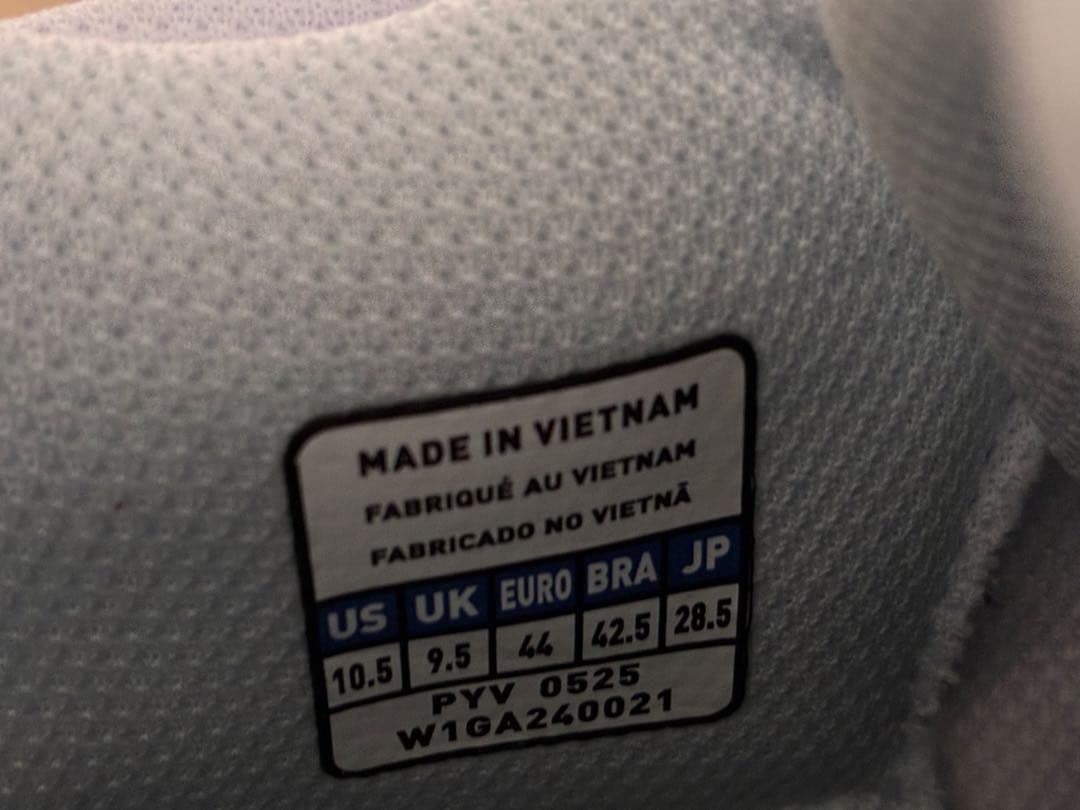 MADE IN VIETNAM
FABRIQUÉ AU VIETNAM
FABRICADO NO VIETNÃ
US UK EURO BRA JP
10.5 9.5 44 42.5 28.5
PYV 0525
W1GA240021